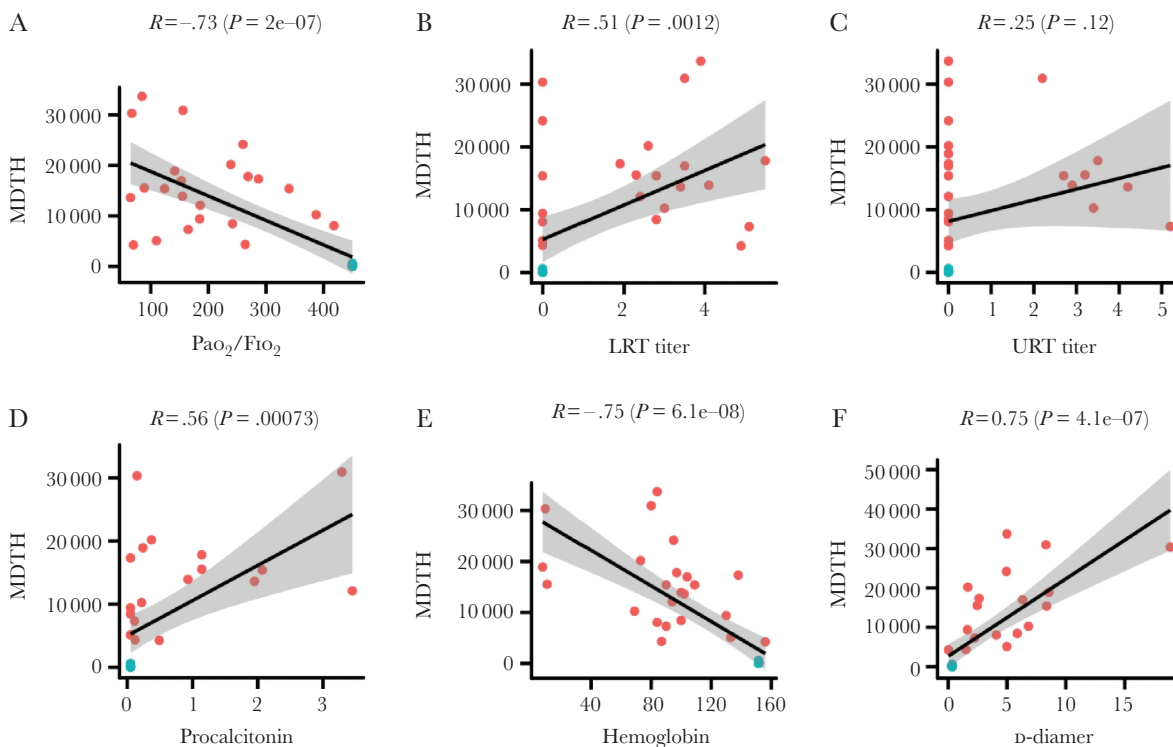 A
R=−.73 (P = 2e−07)
MDTH
30 000
20 000
10 000
0
100 200 300 400
Pao₂/Fio₂
B
R=.51 (P = .0012)
MDTH
30 000
20 000
10 000
0
0 2 4
LRT titer
C
R=.25 (P = .12)
MDTH
30 000
20 000
10 000
0
0 1 2 3 4 5
URT titer
D
R=.56 (P = .00073)
MDTH
30 000
20 000
10 000
0
0 1 2 3
Procalcitonin
E
R=−.75 (P = 6.1e−08)
MDTH
30 000
20 000
10 000
0
40 80 120 160
Hemoglobin
F
R=0.75 (P = 4.1e−07)
MDTH
50 000
40 000
30 000
20 000
10 000
0
0 5 10 15
D-diamer